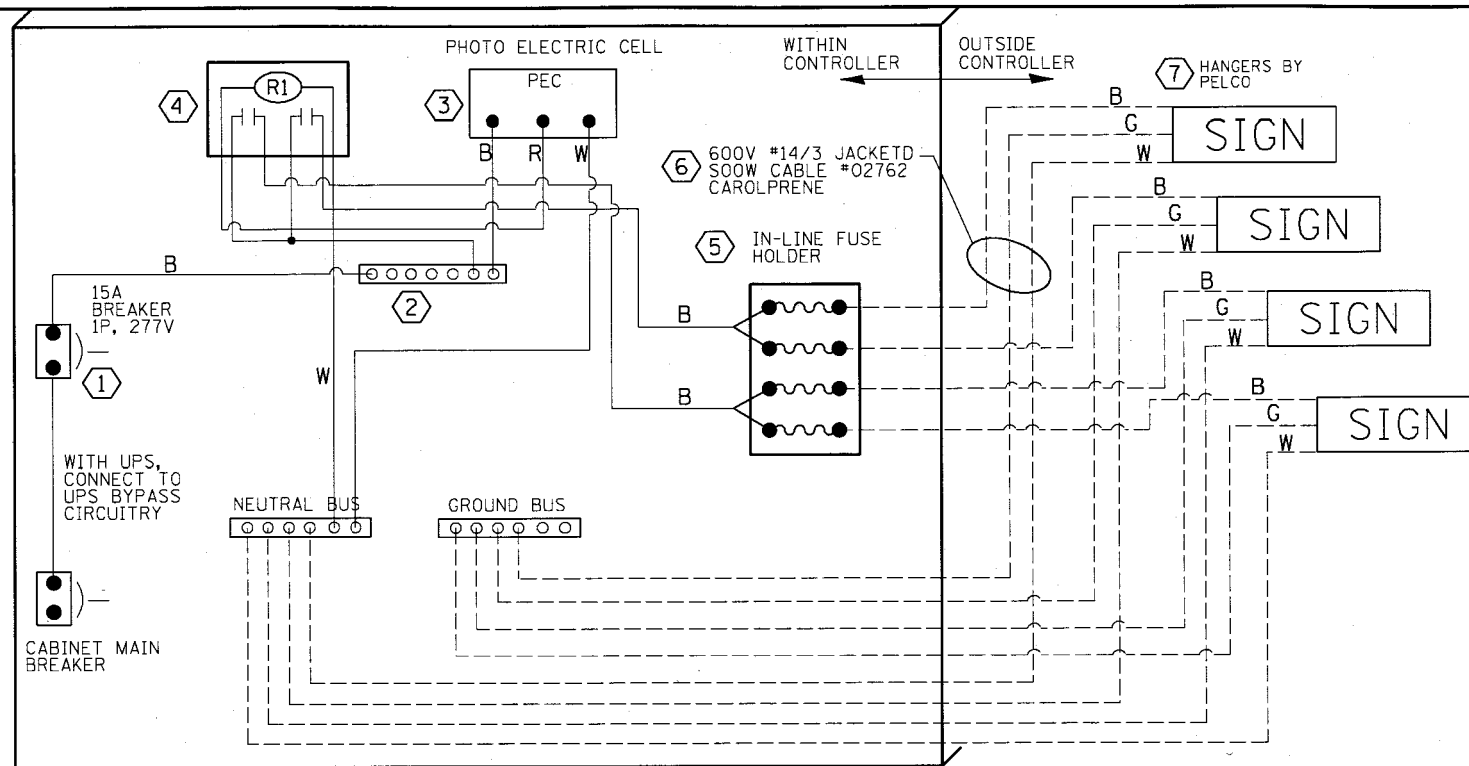 PHOTO ELECTRIC CELL
WITHIN
CONTROLLER
OUTSIDE
CONTROLLER
7
HANGERS BY
PELCO
R1
4
3
PEC
B
R
W
B
G
W
SIGN
6
600V #14/3 JACKETD
SOOW CABLE #02762
CAROLPRENE
B
G
W
SIGN
5
IN-LINE FUSE
HOLDER
B
2
15A
BREAKER
1P, 277V
1
B
B
W
B
G
W
SIGN
B
G
W
SIGN
WITH UPS,
CONNECT TO
UPS BYPASS
CIRCUITRY
NEUTRAL BUS
GROUND BUS
CABINET MAIN
BREAKER